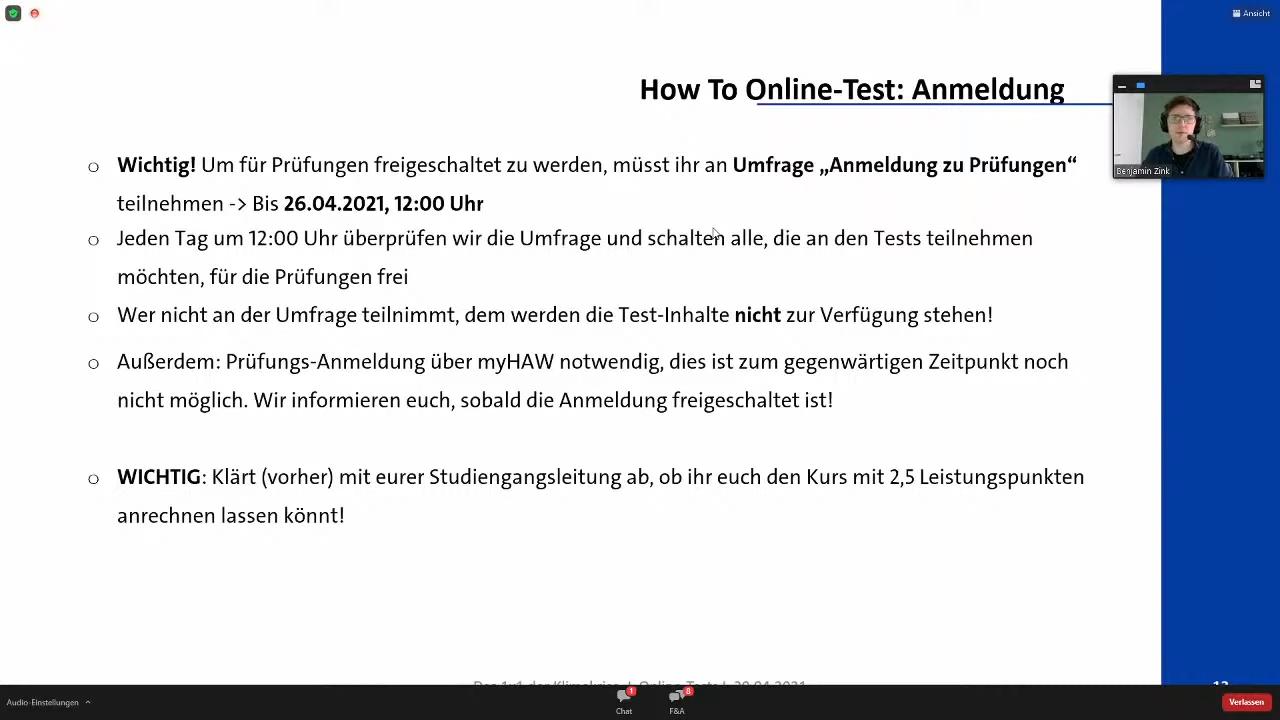 Ansicht
How To Online-Test: Anmeldung
Benjamin Zink
o Wichtig! Um für Prüfungen freigeschaltet zu werden, müsst ihr an Umfrage „Anmeldung zu Prüfungen“
teilnehmen -> Bis 26.04.2021, 12:00 Uhr
o Jeden Tag um 12:00 Uhr überprüfen wir die Umfrage und schalten alle, die an den Tests teilnehmen
möchten, für die Prüfungen frei
o Wer nicht an der Umfrage teilnimmt, dem werden die Test-Inhalte nicht zur Verfügung stehen!
o Außerdem: Prüfungs-Anmeldung über myHAW notwendig, dies ist zum gegenwärtigen Zeitpunkt noch
nicht möglich. Wir informieren euch, sobald die Anmeldung freigeschaltet ist!
o WICHTIG: Klärt (vorher) mit eurer Studiengangsleitung ab, ob ihr euch den Kurs mit 2,5 Leistungspunkten
anrechnen lassen könnt!
Audio-Einstellungen
1
Chat
8
F&A
Verlassen